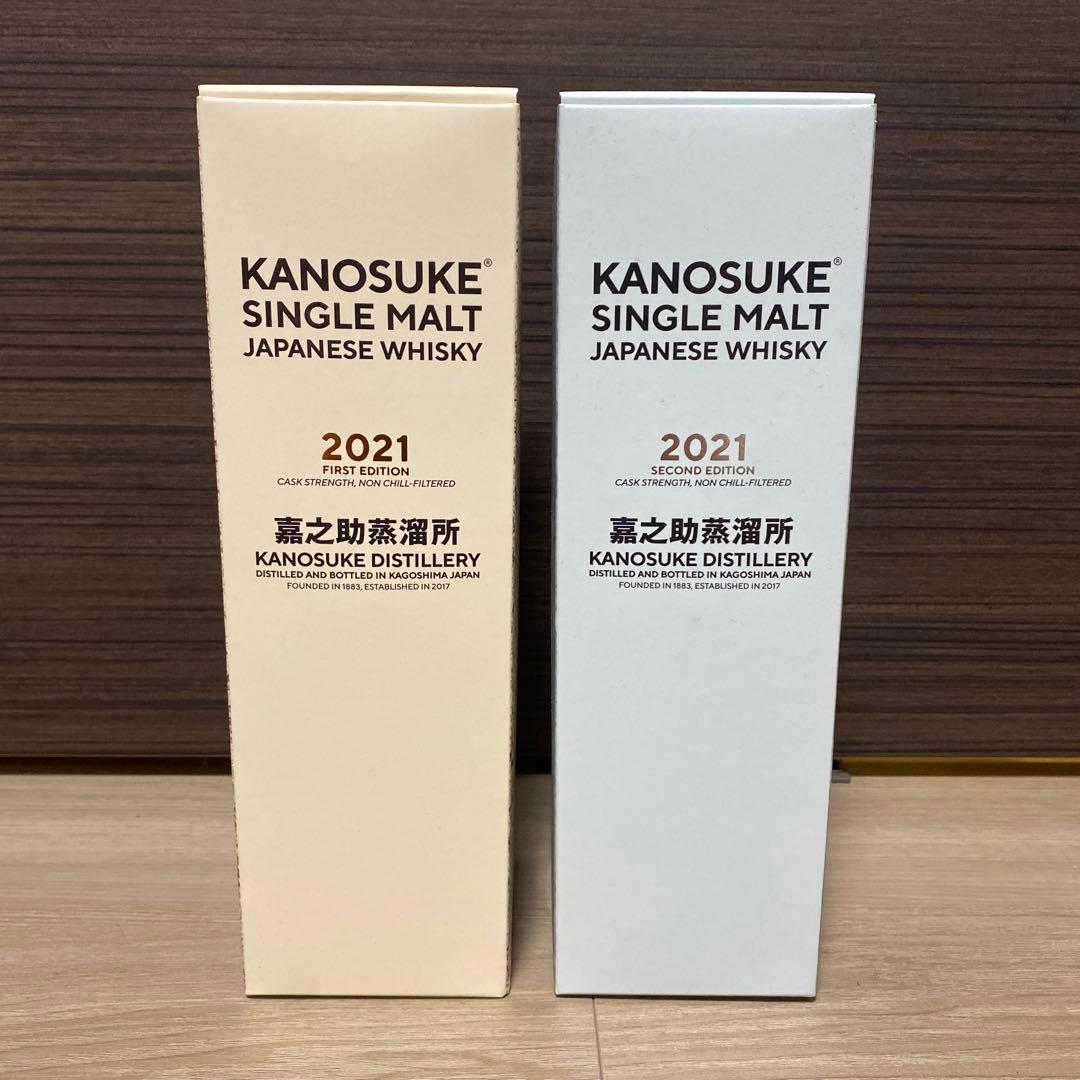 KANOSUKE®
SINGLE MALT
JAPANESE WHISKY
2021
FIRST EDITION
CASK STRENGTH, NON CHILL-FILTERED
嘉之助蒸溜所
KANOSUKE DISTILLERY
DISTILLED AND BOTTLED IN KAGOSHIMA JAPAN
FOUNDED IN 1883, ESTABLISHED IN 2017
KANOSUKE®
SINGLE MALT
JAPANESE WHISKY
2021
SECOND EDITION
CASK STRENGTH, NON CHILL-FILTERED
嘉之助蒸溜所
KANOSUKE DISTILLERY
DISTILLED AND BOTTLED IN KAGOSHIMA JAPAN
FOUNDED IN 1883, ESTABLISHED IN 2017